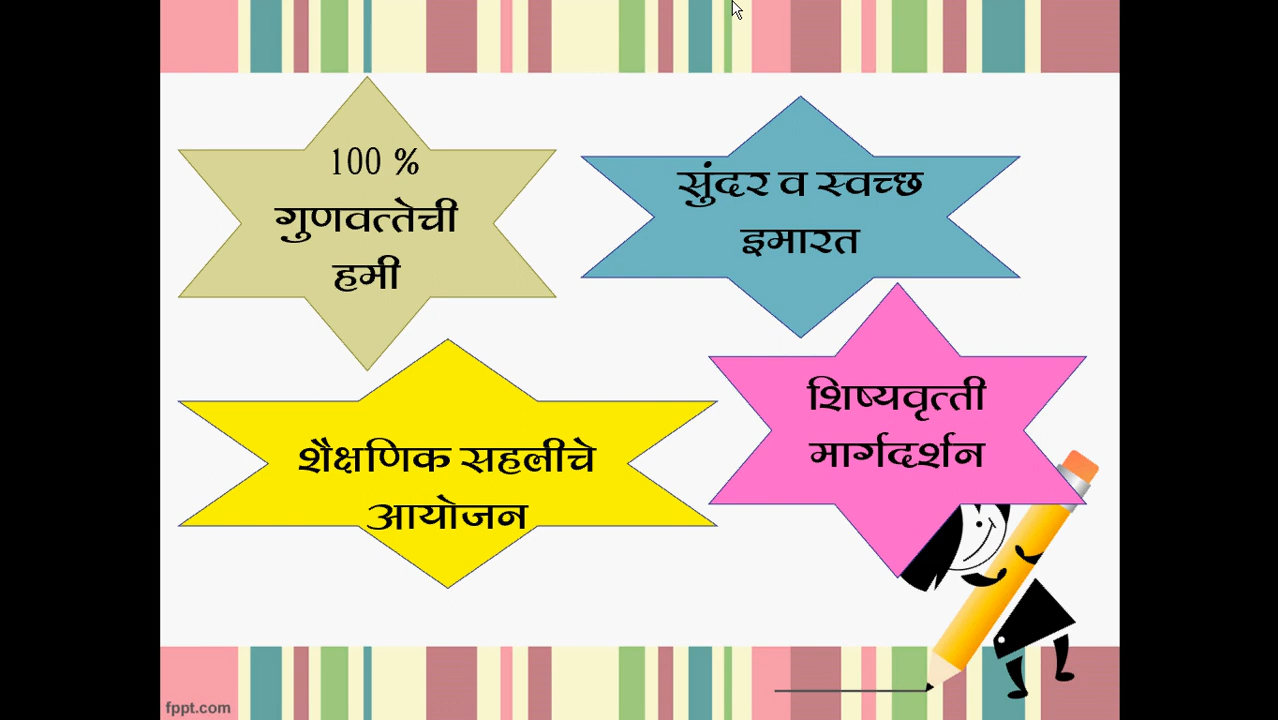 100 %
गुणवत्तेची
हमी
सुंदर व स्वच्छ
इमारत
शैक्षणिक सहलीचे
आयोजन
शिष्यवृत्ती
मार्गदर्शन
fppt.com